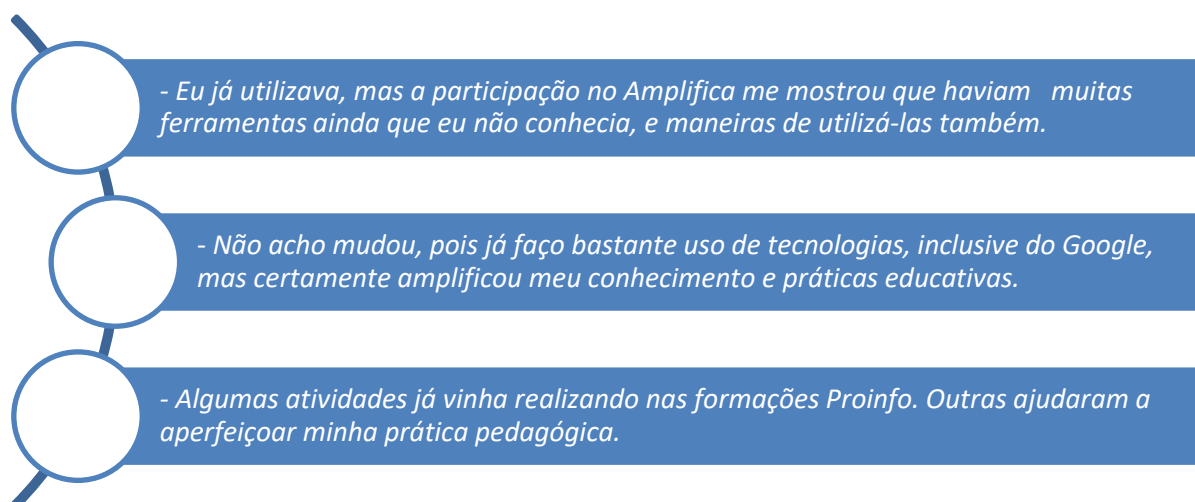 - Eu já utilizava, mas a participação no Amplifica me mostrou que haviam muitas
ferramentas ainda que eu não conhecia, e maneiras de utilizá-las também.
- Não acho mudou, pois já faço bastante uso de tecnologias, inclusive do Google,
mas certamente amplificou meu conhecimento e práticas educativas.
- Algumas atividades já vinha realizando nas formações Proinfo. Outras ajudaram a
aperfeiçoar minha prática pedagógica.